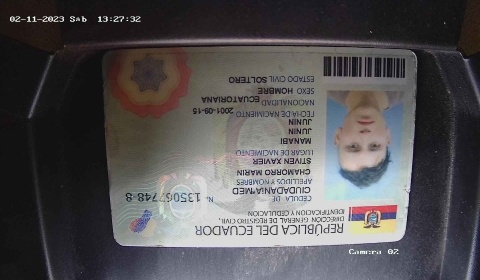 02-11-2023 Sab 13:27:32
REPÚBLICA DEL ECUADOR
DIRECCIÓN GENERAL DE REGISTRO CIVIL,
IDENTIFICACIÓN Y CEDULACIÓN
CÉDULA DE
CIUDADANÍA
N. 135067748-8
APELLIDOS Y NOMBRES
CHAMORRO MARIN
STIVEN XAVIER
LUGAR DE NACIMIENTO
MANABI
JUNIN
JUNIN
FECHA DE NACIMIENTO 2001-09-15
NACIONALIDAD ECUATORIANA
SEXO HOMBRE
ESTADO CIVIL SOLTERO
Camera 02